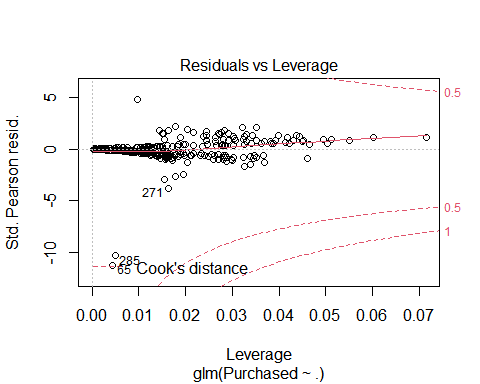 Residuals vs Leverage
Std. Pearson resid.
5
0
-5
-10
0.5
0.5
1
271
285
65
Cook's distance
0.00 0.01 0.02 0.03 0.04 0.05 0.06 0.07
Leverage
glm(Purchased ~ .)